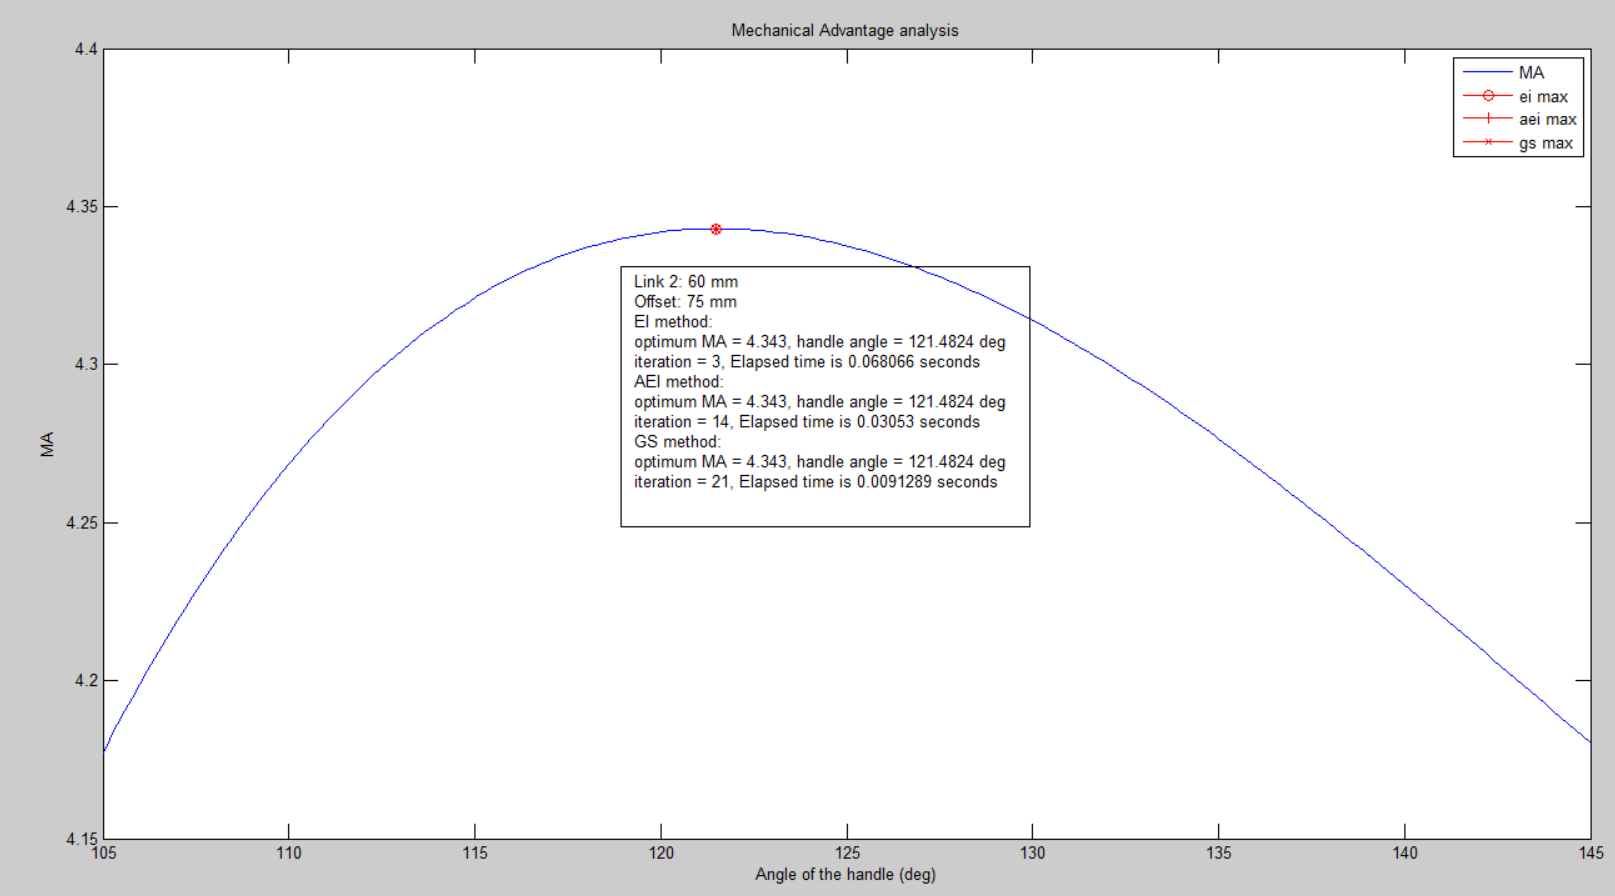 Mechanical Advantage analysis
4.4
4.35
4.3
4.25
4.2
4.15
MA
MA
ei max
aei max
gs max
Link 2: 60 mm
Offset: 75 mm
EI method:
optimum MA = 4.343, handle angle = 121.4824 deg
iteration = 3, Elapsed time is 0.068066 seconds
AEI method:
optimum MA = 4.343, handle angle = 121.4824 deg
iteration = 14, Elapsed time is 0.03053 seconds
GS method:
optimum MA = 4.343, handle angle = 121.4824 deg
iteration = 21, Elapsed time is 0.0091289 seconds
105 110 115 120 125 130 135 140 145
Angle of the handle (deg)